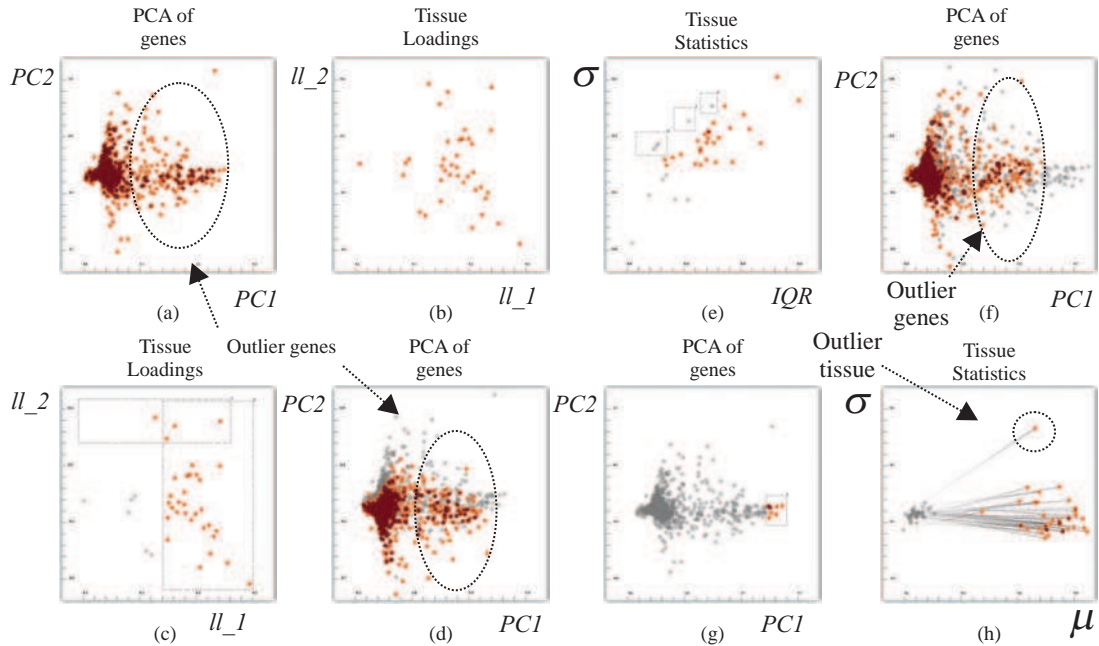 PCA of
genes
PC2
PC1
(a)
Tissue
Loadings
ll_2
ll_1
(b)
Tissue
Statistics
σ
IQR
(e)
PCA of
genes
PC2
Outlier
genes
PC1
(f)
Outlier genes
Tissue
Loadings
ll_2
ll_1
(c)
PCA of
genes
PC2
PC1
(d)
PCA of
genes
PC2
PC1
(g)
Outlier
tissue
Tissue
Statistics
σ
μ
(h)